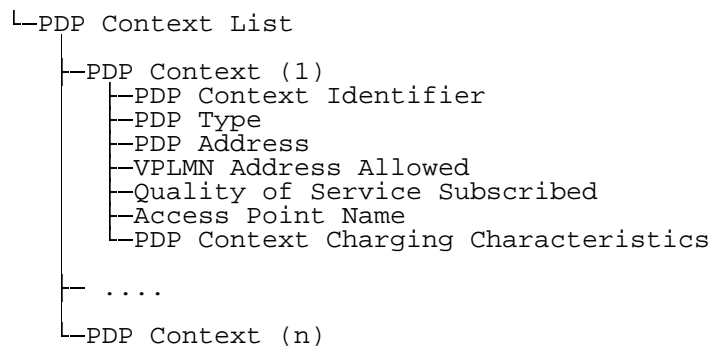 PDP Context List
PDP Context (1)
PDP Context Identifier
PDP Type
PDP Address
VPLMN Address Allowed
Quality of Service Subscribed
Access Point Name
PDP Context Charging Characteristics
....
PDP Context (n)